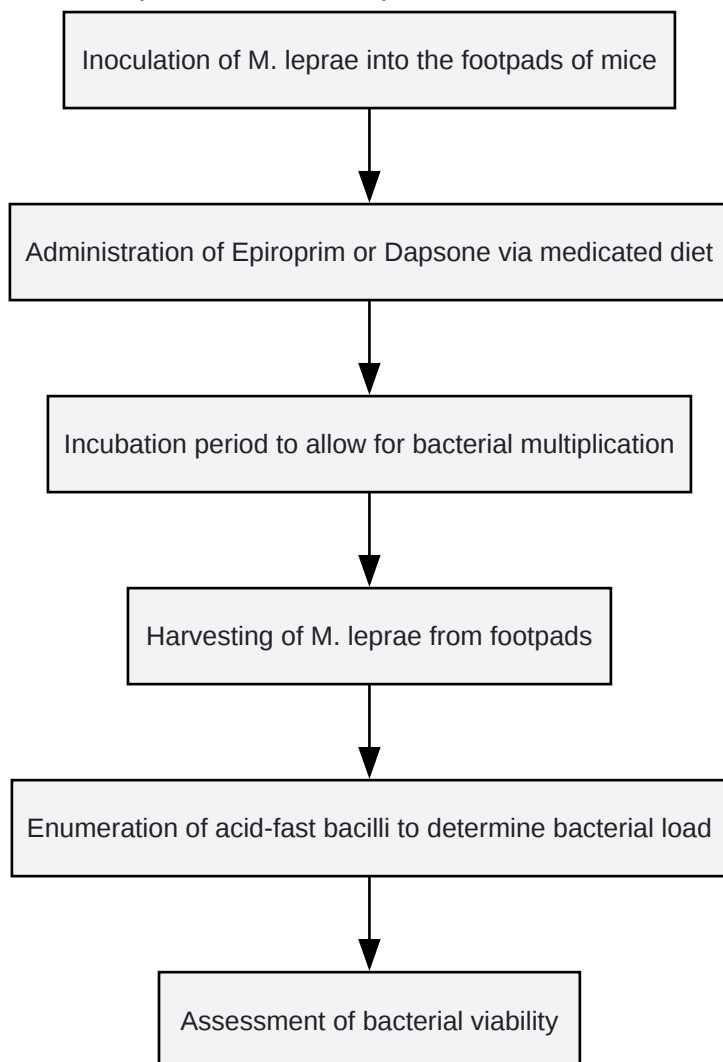 Inoculation of M. leprae into the footpads of mice
Administration of Epiroprim or Dapsone via medicated diet
Incubation period to allow for bacterial multiplication
Harvesting of M. leprae from footpads
Enumeration of acid-fast bacilli to determine bacterial load
Assessment of bacterial viability